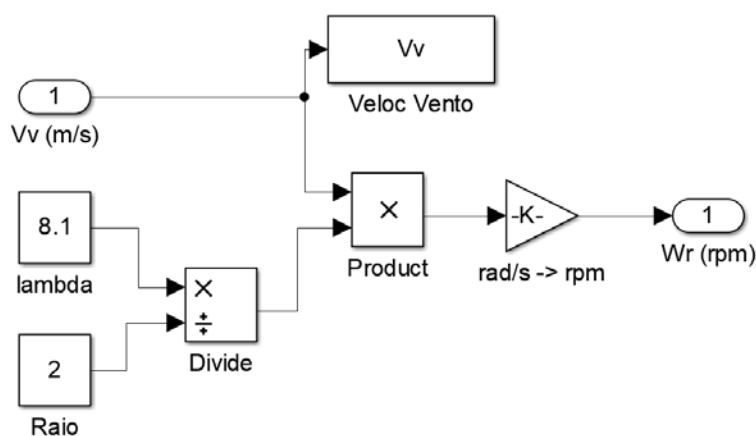 Vv
Veloc Vento
1
Vv (m/s)
8.1
lambda
×
÷
Divide
2
Raio
×
Product
-K-
rad/s -> rpm
1
Wr (rpm)